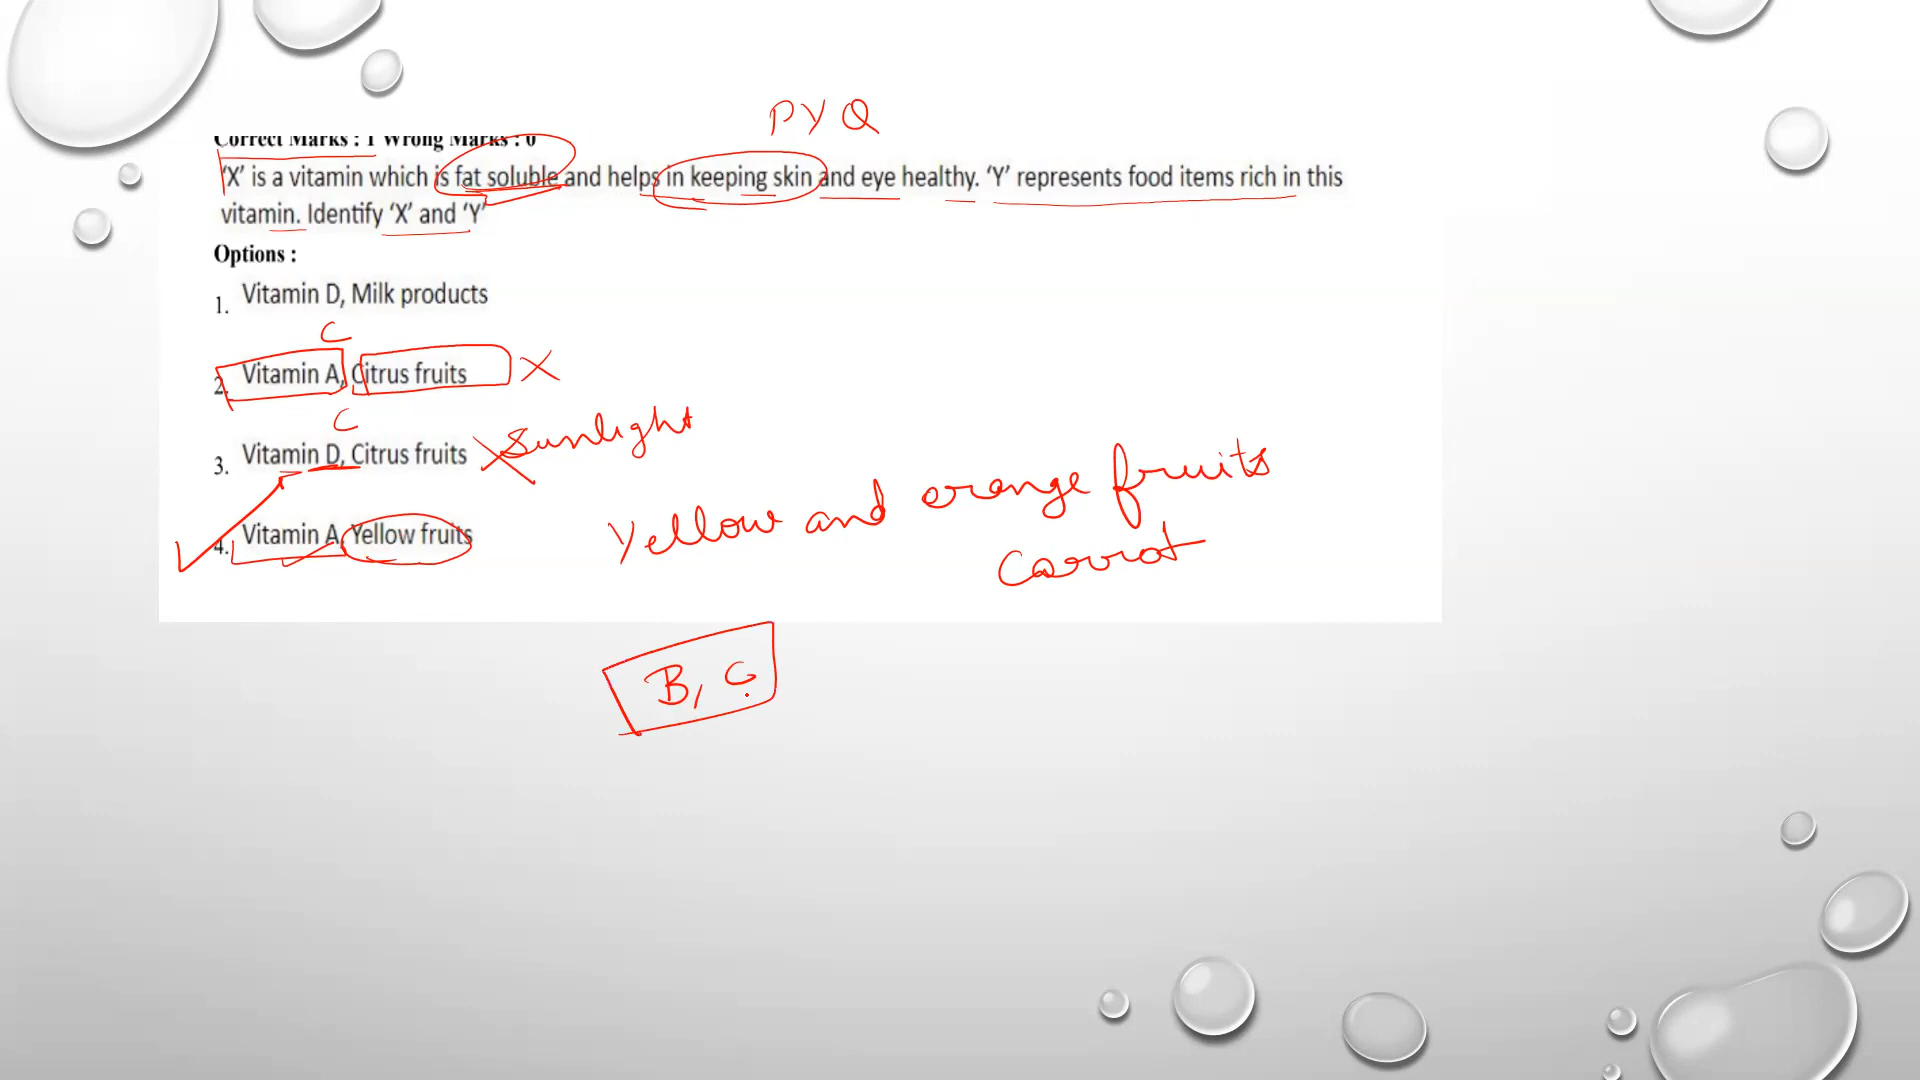 PYQ
Correct Marks : 1 Wrong Marks : 0
‘X’ is a vitamin which is fat soluble and helps in keeping skin and eye healthy. ‘Y’ represents food items rich in this
vitamin. Identify ‘X’ and ‘Y’
Options :
1. Vitamin D, Milk products
C
2. Vitamin A, Citrus fruits X
C
3. Vitamin D, Citrus fruits X Sunlight
4. Vitamin A, Yellow fruits
Yellow and orange fruits
Carrot
B, C